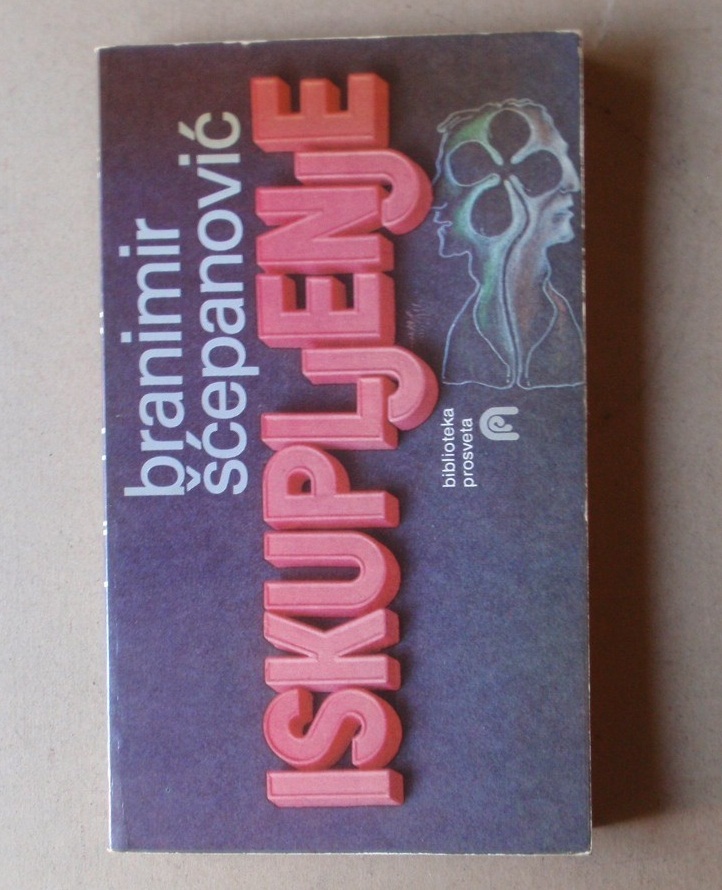 branimir
šćepanović
ISKUPLJENJE
biblioteka
prosveta